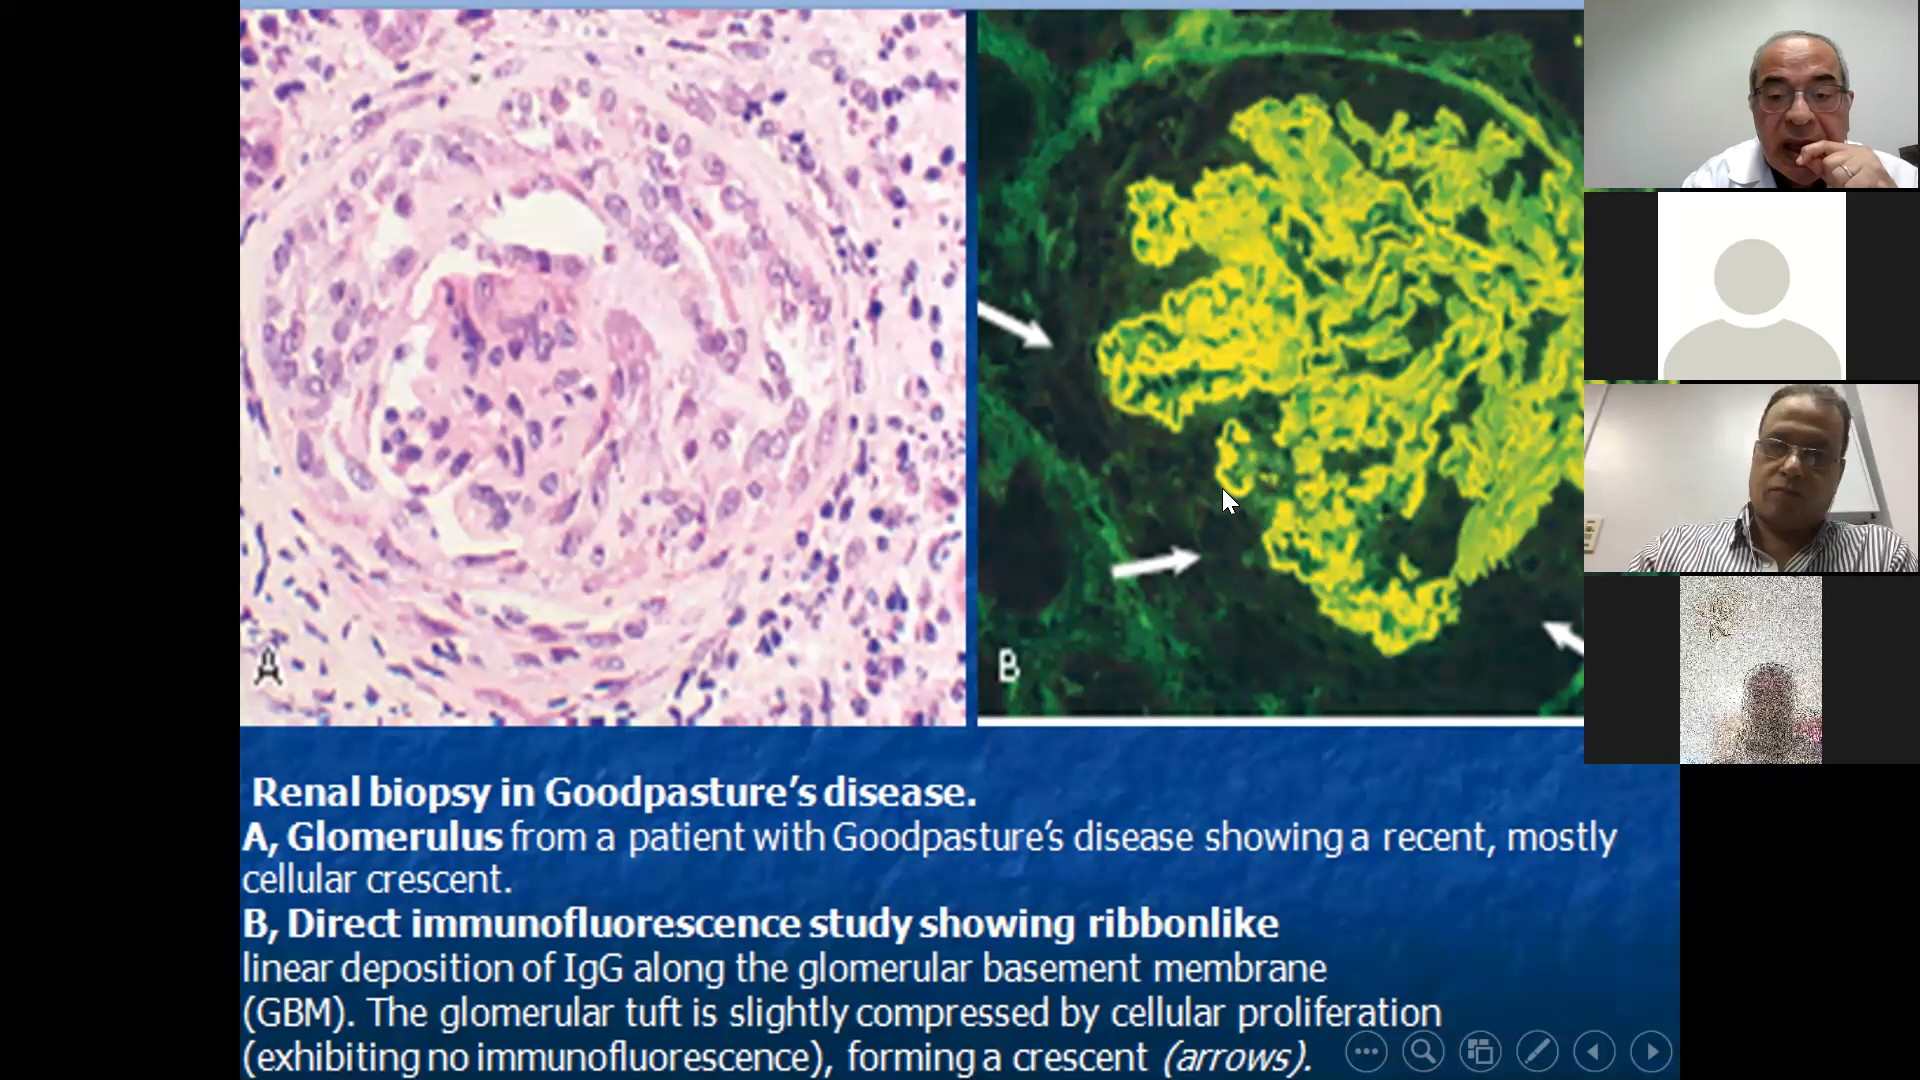 A
B
Renal biopsy in Goodpasture’s disease.
A, Glomerulus from a patient with Goodpasture’s disease showing a recent, mostly
cellular crescent.
B, Direct immunofluorescence study showing ribbonlike
linear deposition of IgG along the glomerular basement membrane
(GBM). The glomerular tuft is slightly compressed by cellular proliferation
(exhibiting no immunofluorescence), forming a crescent (arrows).